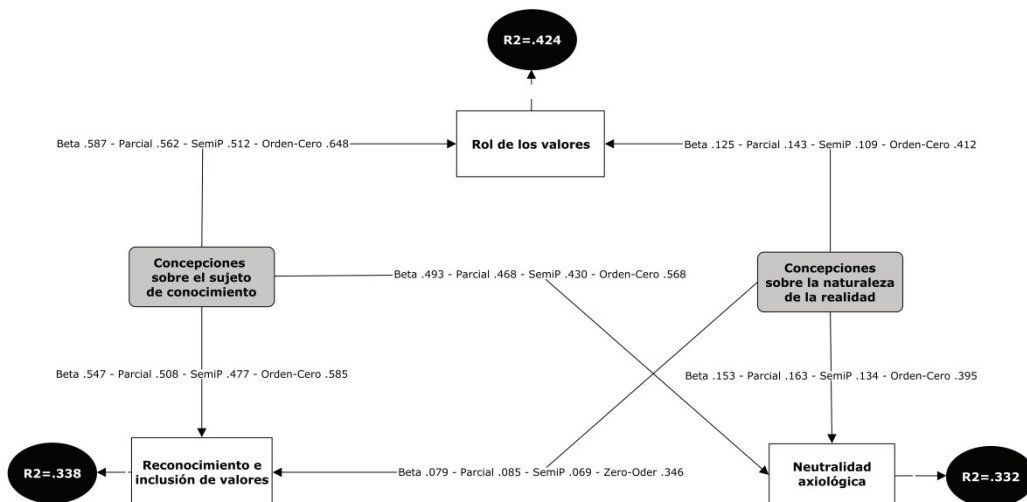 R2=.424
Beta .587 - Parcial .562 - SemiP .512 - Orden-Cero .648
Rol de los valores
Beta .125 - Parcial .143 - SemiP .109 - Orden-Cero .412
Concepciones
sobre el sujeto
de conocimiento
Beta .493 - Parcial .468 - SemiP .430 - Orden-Cero .568
Concepciones
sobre la naturaleza
de la realidad
Beta .547 - Parcial .508 - SemiP .477 - Orden-Cero .585
Beta .153 - Parcial .163 - SemiP .134 - Orden-Cero .395
R2=.338
Reconocimiento e
inclusión de valores
Beta .079 - Parcial .085 - SemiP .069 - Zero-Oder .346
Neutralidad
axiológica
R2=.332